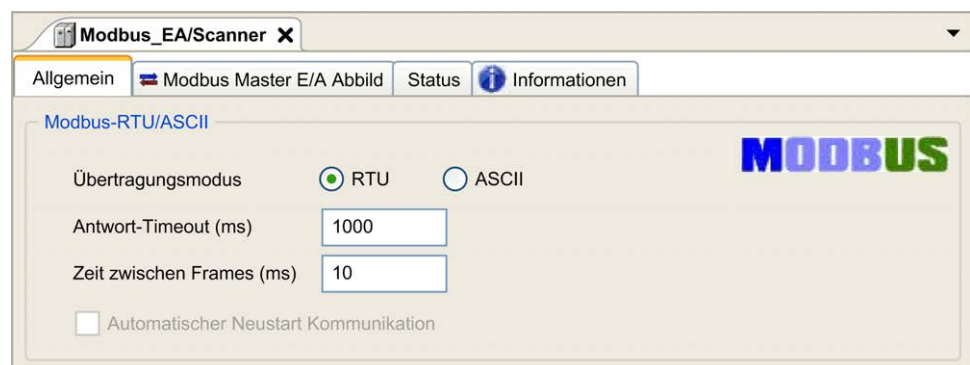 Modbus_EA/Scanner X
Allgemein Modbus Master E/A Abbild Status Informationen
Modbus-RTU/ASCII
MODBUS
Übertragungsmodus RTU ASCII
Antwort-Timeout (ms) 1000
Zeit zwischen Frames (ms) 10
Automatischer Neustart Kommunikation